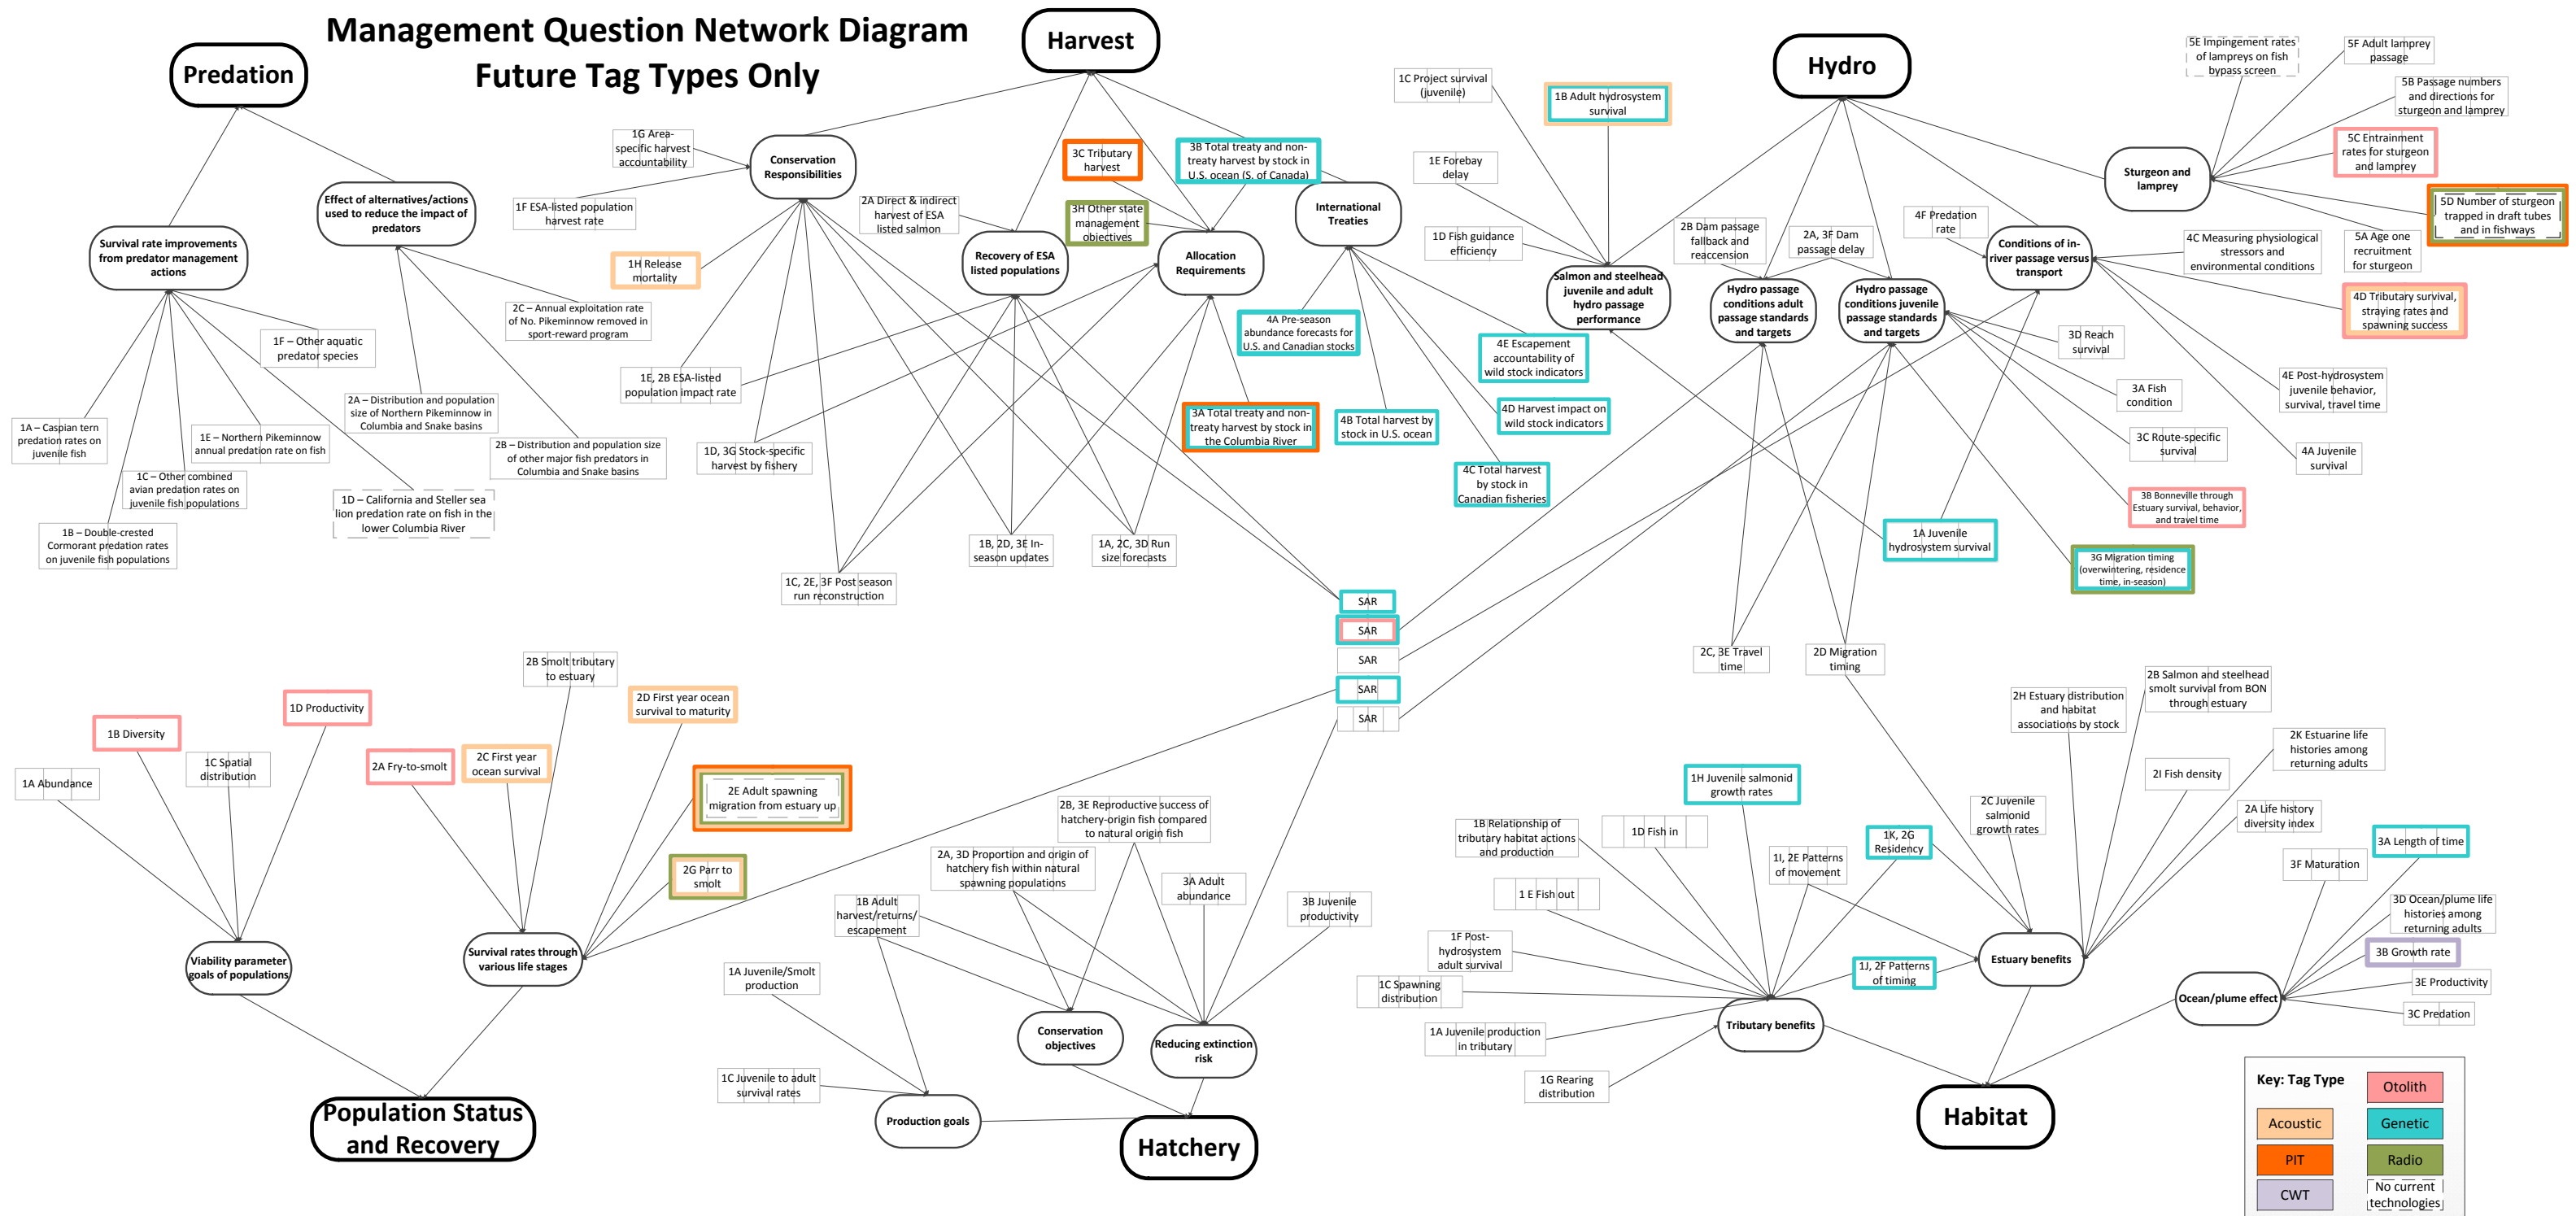 Management Question Network Diagram
Future Tag Types Only
Predation
Harvest
Hydro
Survival rate improvements
from predator management
actions
Effect of alternatives/actions
used to reduce the impact of
predators
1F – Other aquatic
predator species
2C – Annual exploitation rate
of No. Pikeminnow removed in
sport-reward program
1A – Caspian tern
predation rates on
juvenile fish
1E – Northern Pikeminnow
annual predation rate on fish
2A – Distribution and population
size of Northern Pikeminnow in
Columbia and Snake basins
2B – Distribution and population size
of other major fish predators in
Columbia and Snake basins
1C – Other combined
avian predation rates on
juvenile fish populations
1D – California and Steller sea
lion predation rate on fish in the
lower Columbia River
1B – Double-crested
Cormorant predation rates
on juvenile fish populations
1G Area-
specific harvest
accountability
Conservation
Responsibilities
1F ESA-listed population
harvest rate
1H Release
mortality
2A Direct & indirect
harvest of ESA
listed salmon
3C Tributary
harvest
3B Total treaty and non-
treaty harvest by stock in
U.S. ocean (S. of Canada)
3H Other state
management
objectives
International
Treaties
Recovery of ESA
listed populations
Allocation
Requirements
1E, 2B ESA-listed
population impact rate
1D, 3G Stock-specific
harvest by fishery
4A Pre-season
abundance forecasts for
U.S. and Canadian stocks
4E Escapement
accountability of
wild stock indicators
3A Total treaty and non-
treaty harvest by stock in
the Columbia River
4B Total harvest by
stock in U.S. ocean
4D Harvest impact on
wild stock indicators
4C Total harvest
by stock in
Canadian fisheries
1B, 2D, 3E In-
season updates
1A, 2C, 3D Run
size forecasts
1C, 2E, 3F Post season
run reconstruction
1C Project survival
(juvenile)
1B Adult hydrosystem
survival
1E Forebay
delay
1D Fish guidance
efficiency
Salmon and steelhead
juvenile and adult
hydro passage
performance
2B Dam passage
fallback and
reaccension
2A, 3F Dam
passage delay
Hydro passage
conditions adult
passage standards
and targets
Hydro passage
conditions juvenile
passage standards
and targets
4F Predation
rate
Conditions of in-
river passage versus
transport
Sturgeon and
lamprey
5E Impingement rates
of lampreys on fish
bypass screen
5F Adult lamprey
passage
5B Passage numbers
and directions for
sturgeon and lamprey
5C Entrainment
rates for sturgeon
and lamprey
5D Number of sturgeon
trapped in draft tubes
and in fishways
5A Age one
recruitment
for sturgeon
4C Measuring physiological
stressors and
environmental conditions
4D Tributary survival,
straying rates and
spawning success
3D Reach
survival
4E Post-hydrosystem
juvenile behavior,
survival, travel time
3A Fish
condition
3C Route-specific
survival
4A Juvenile
survival
3B Bonneville through
Estuary survival, behavior,
and travel time
1A Juvenile
hydrosystem survival
3G Migration timing
(overwintering, residence
time, in-season)
SAR
SAR
SAR
SAR
SAR
2C, 3E Travel
time
2D Migration
timing
1A Abundance
1B Diversity
1C Spatial
distribution
1D Productivity
2A Fry-to-smolt
2C First year
ocean survival
2B Smolt tributary
to estuary
2D First year ocean
survival to maturity
2E Adult spawning
migration from estuary up
2G Parr to
smolt
Viability parameter
goals of populations
Survival rates through
various life stages
Population Status
and Recovery
1B Adult
harvest/returns/
escapement
2A, 3D Proportion and origin of
hatchery fish within natural
spawning populations
2B, 3E Reproductive success of
hatchery-origin fish compared
to natural origin fish
3A Adult
abundance
3B Juvenile
productivity
1A Juvenile/Smolt
production
1C Juvenile to adult
survival rates
Conservation
objectives
Reducing extinction
risk
Production goals
Hatchery
1B Relationship of
tributary habitat actions
and production
1D Fish in
1H Juvenile salmonid
growth rates
1 E Fish out
1I, 2E Patterns
of movement
1K, 2G
Residency
1F Post-
hydrosystem
adult survival
1C Spawning
distribution
1A Juvenile production
in tributary
1G Rearing
distribution
1J, 2F Patterns
of timing
Tributary benefits
2C Juvenile
salmonid
growth rates
2H Estuary distribution
and habitat
associations by stock
2B Salmon and steelhead
smolt survival from BON
through estuary
2K Estuarine life
histories among
returning adults
2I Fish density
2A Life history
diversity index
Estuary benefits
3A Length of time
3F Maturation
3D Ocean/plume life
histories among
returning adults
3B Growth rate
3E Productivity
3C Predation
Ocean/plume effect
Habitat
Key: Tag Type
Otolith
Acoustic
Genetic
PIT
Radio
CWT
No current
technologies